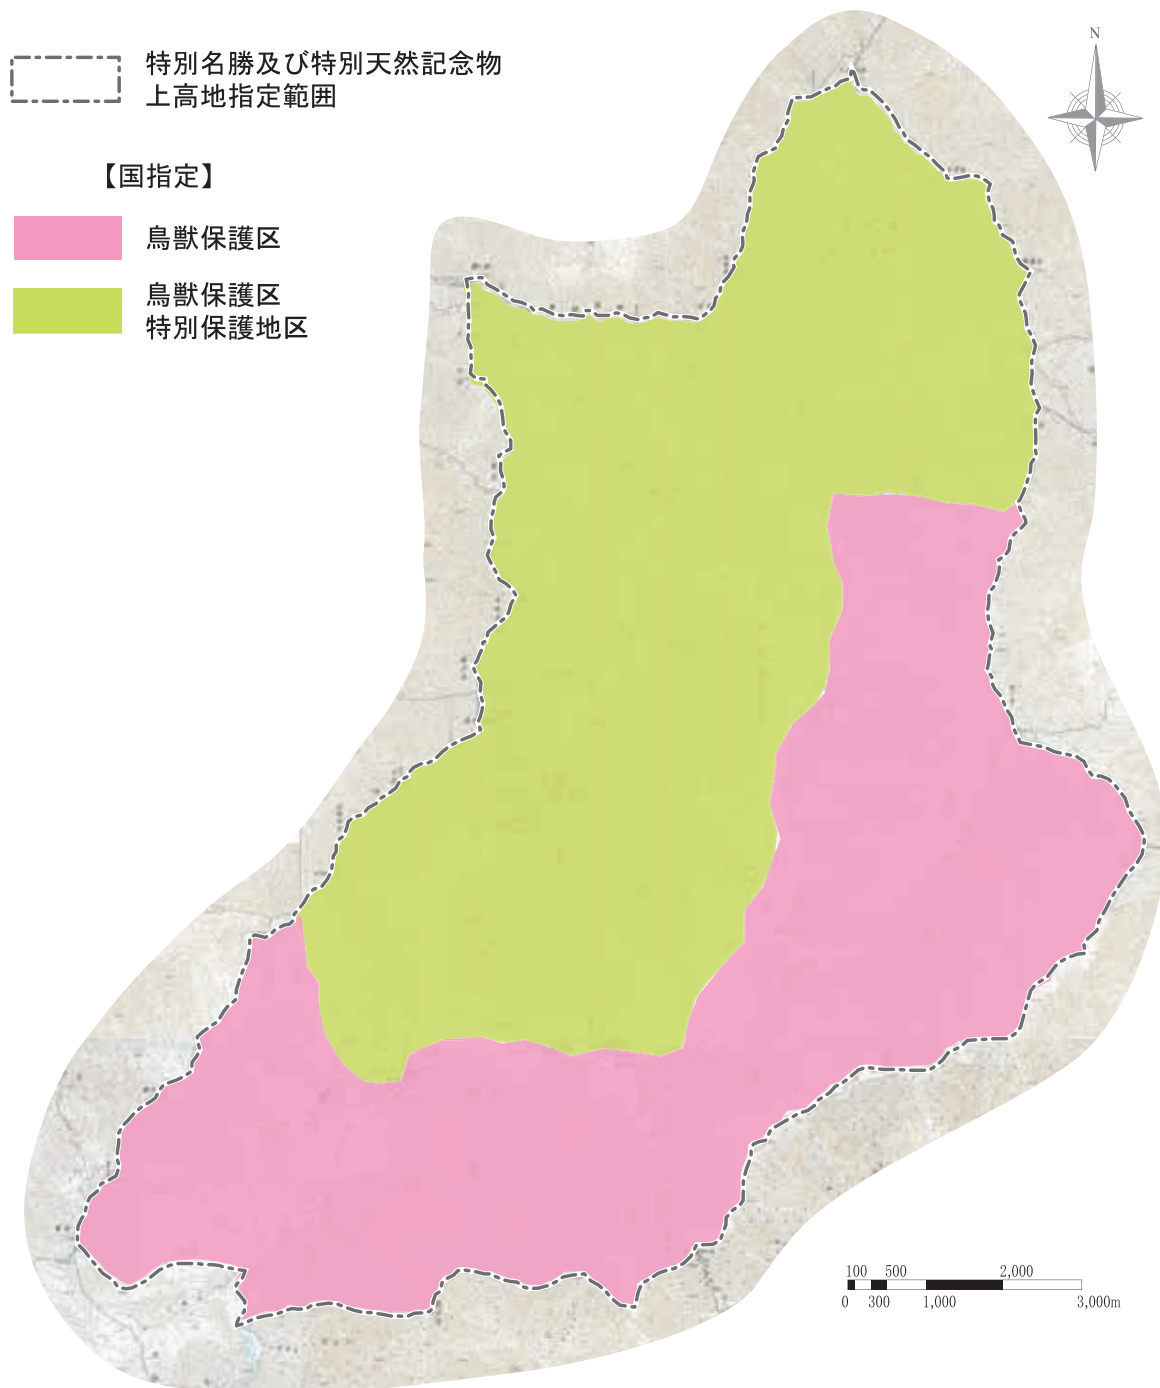 特別名勝及び特別天然記念物
上高地指定範囲
【国指定】
鳥獣保護区
鳥獣保護区
特別保護地区
N
100 500 2,000
0 300 1,000 3,000m